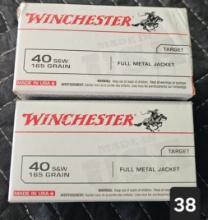 WINCHESTER
TARGET
40 S&W
165 GRAIN
FULL METAL JACKET
MADE IN USA
WINCHESTER
TARGET
40 S&W
165 GRAIN
FULL METAL JACKET
MADE IN USA
38